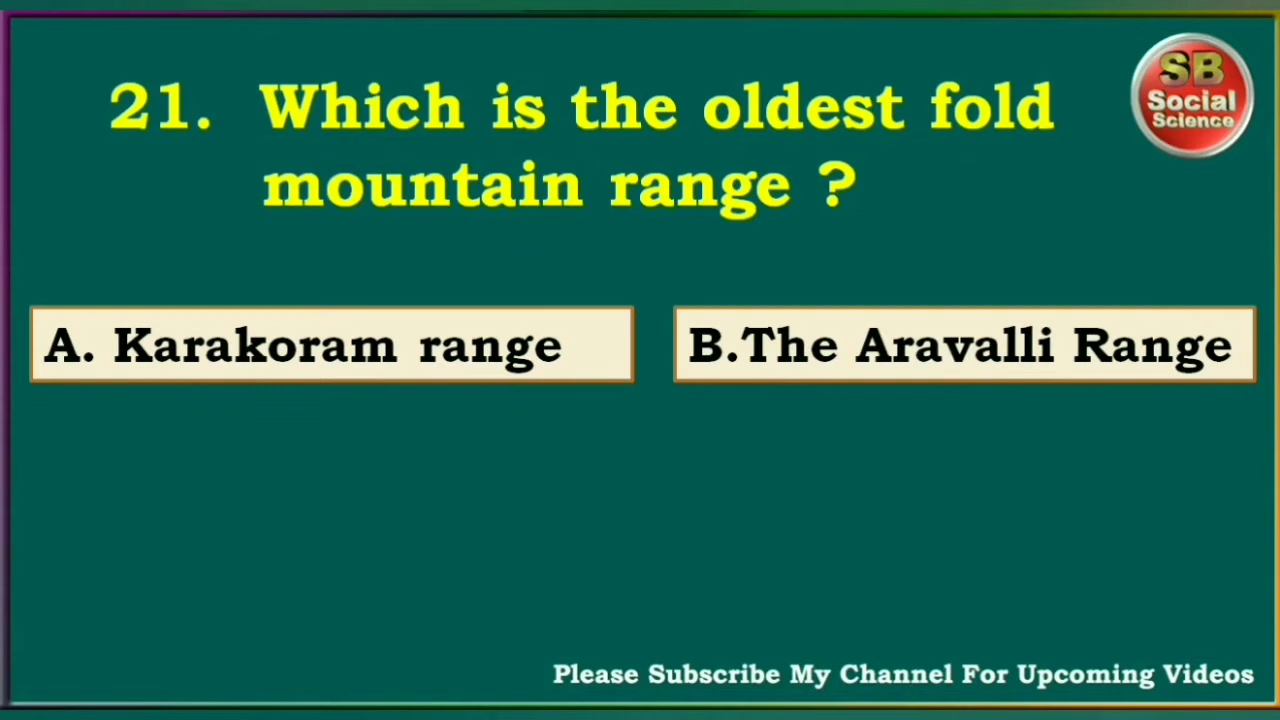 21. Which is the oldest fold
mountain range ?
SB
Social
Science
A. Karakoram range
B.The Aravalli Range
Please Subscribe My Channel For Upcoming Videos